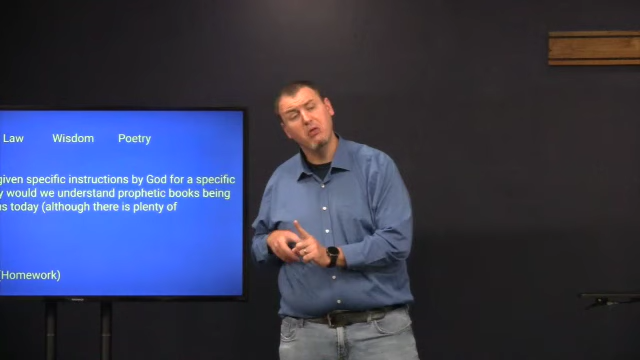 Law Wisdom Poetry
given specific instructions by God for a specific
would we understand prophetic books being
today (although there is plenty of
(Homework)